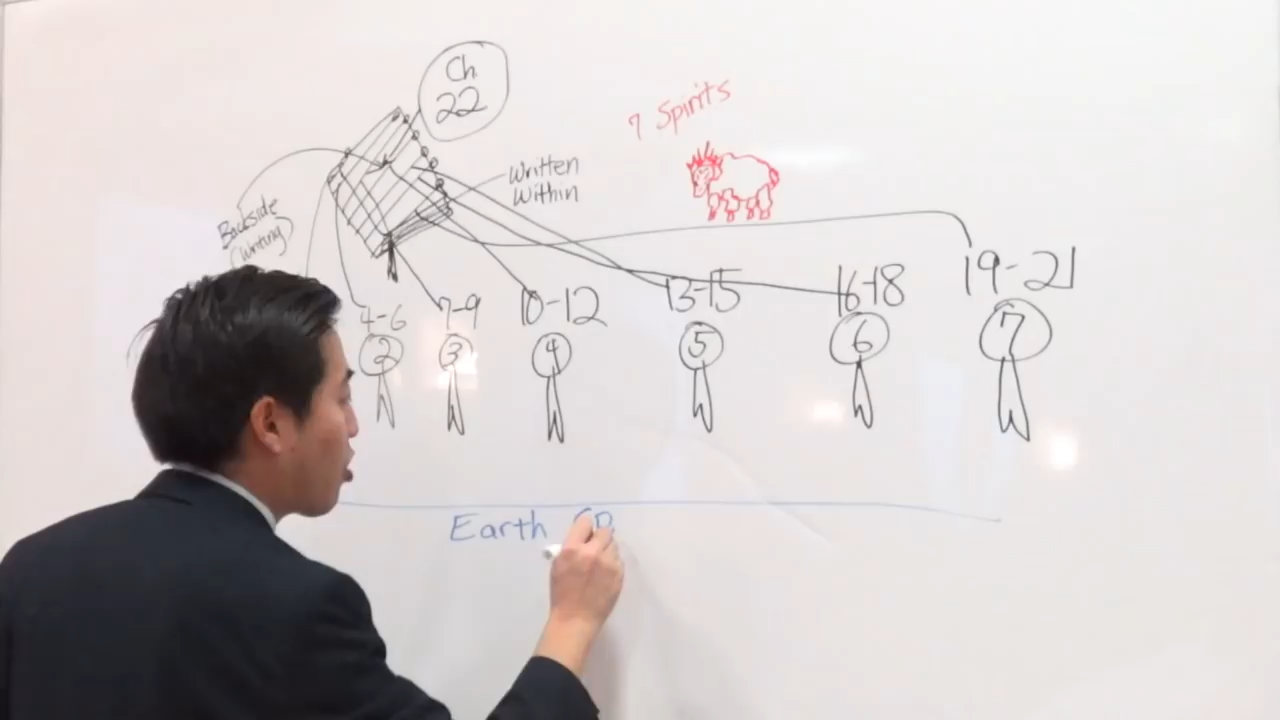 Ch
22
7 Spirits
Written
Within
Backside
(Writing)
4-6
7-9
10-12
13-15
16-18
19-21
2
3
4
5
6
7
Earth